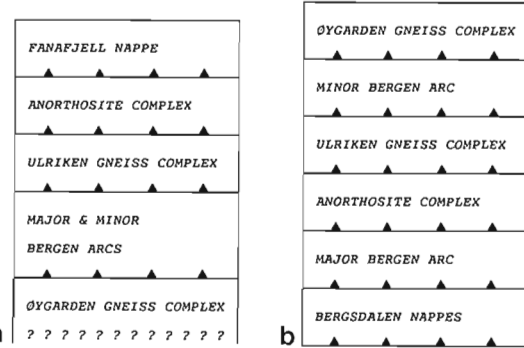 FANAFJELL NAPPE
ANORTHOSITE COMPLEX
ULRIKEN GNEISS COMPLEX
MAJOR & MINOR
BERGEN ARCS
ØYGARDEN GNEISS COMPLEX
? ? ? ? ? ? ? ? ? ? ? ? ?
ØYGARDEN GNEISS COMPLEX
MINOR BERGEN ARC
ULRIKEN GNEISS COMPLEX
ANORTHOSITE COMPLEX
MAJOR BERGEN ARC
BERGSDALEN NAPPES
b